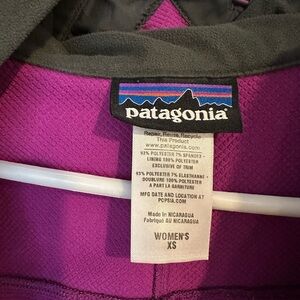 patagonia
Repair, Reuse, Recycle
This Product
www.patagonia.com
93% POLYESTER 7% SPANDEX -
LINING 100% POLYESTER
EXCLUSIVE OF TRIM
93% POLYESTER 7% ELASTHANNE -
DOUBLURE 100% POLYESTER
A PART LA GARNITURE
MFG DATE AND LOCATION AT
PCPSIA.COM
Made in NICARAGUA
Fabriqué au NICARAGUA
WOMEN'S
XS